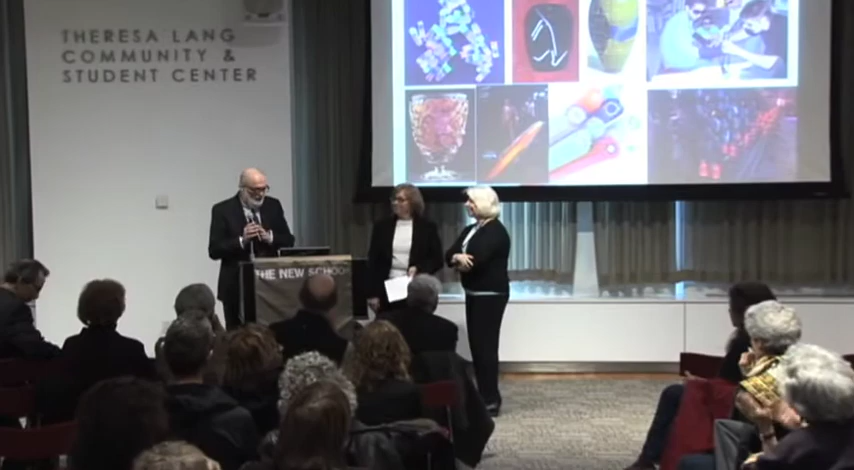 THERESA LANG
COMMUNITY &
STUDENT CENTER
THE NEW SCHOOL